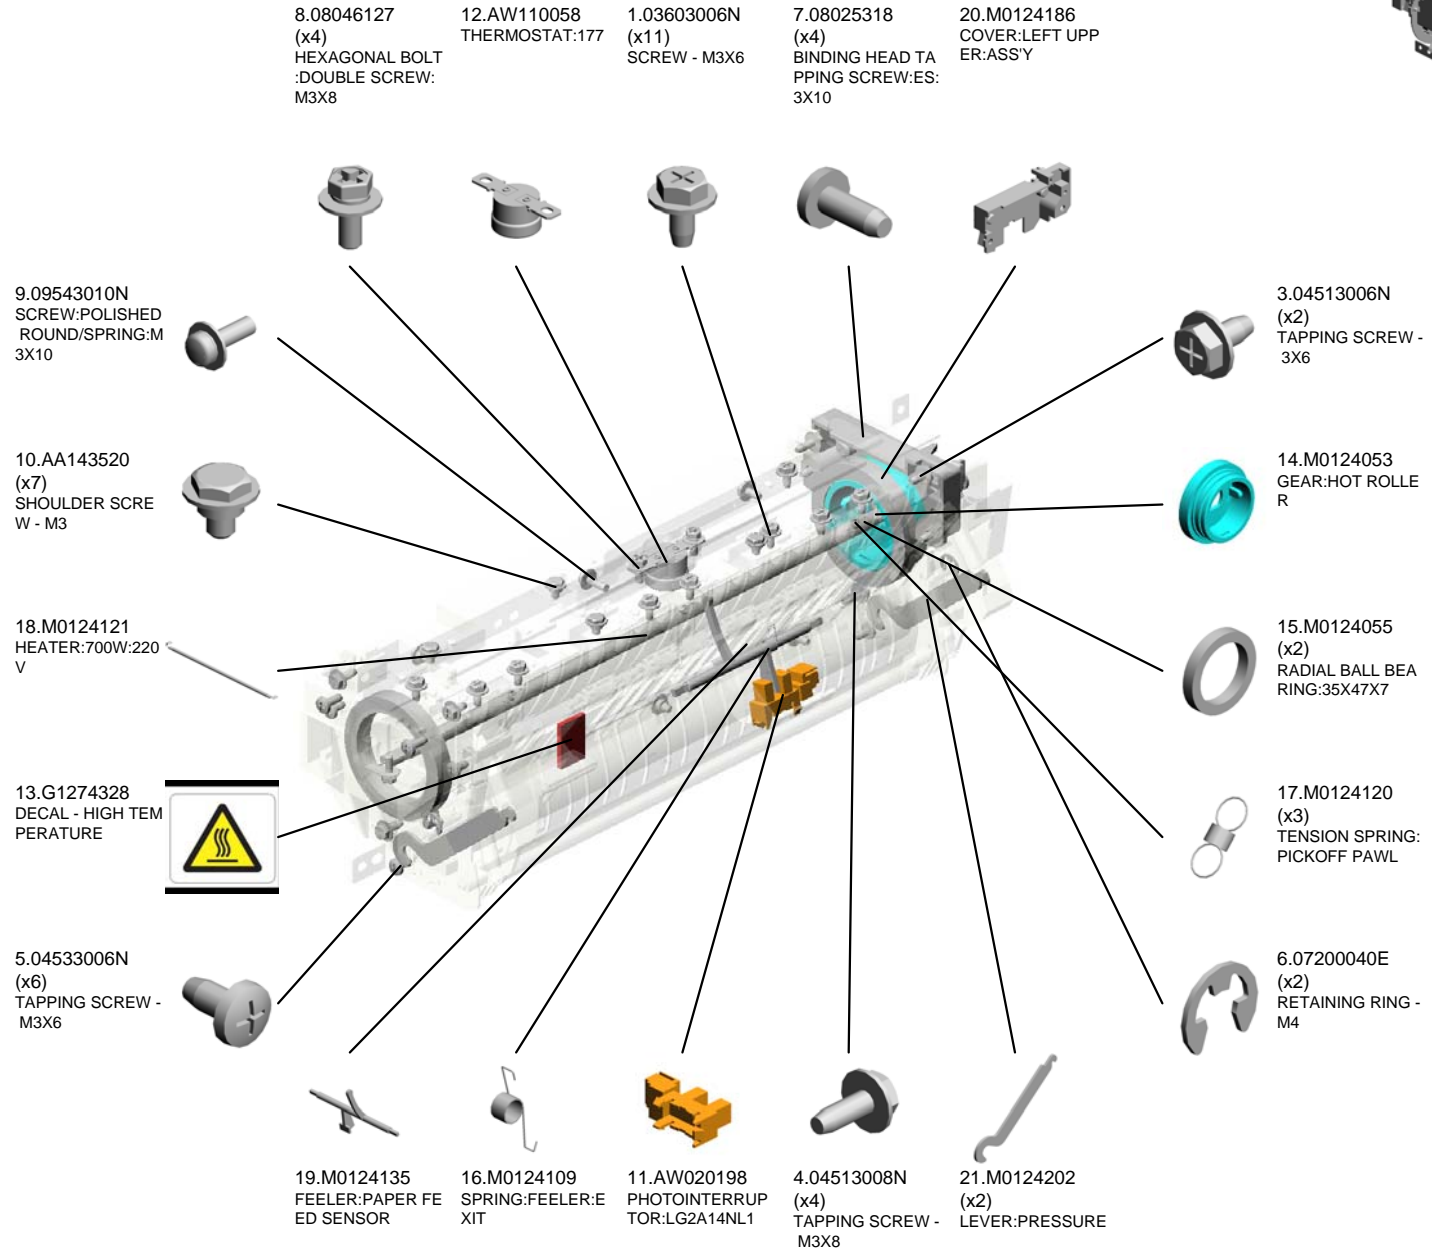 8.08046127
(x4)
HEXAGONAL BOLT
:DOUBLE SCREW:
M3X8
12.AW110058
THERMOSTAT:177
1.03603006N
(x11)
SCREW - M3X6
7.08025318
(x4)
BINDING HEAD TA
PPING SCREW:ES:
3X10
20.M0124186
COVER:LEFT UPP
ER:ASS'Y
9.09543010N
SCREW:POLISHED
ROUND/SPRING:M
3X10
3.04513006N
(x2)
TAPPING SCREW -
3X6
10.AA143520
(x7)
SHOULDER SCRE
W - M3
14.M0124053
GEAR:HOT ROLLE
R
18.M0124121
HEATER:700W:220
V
15.M0124055
(x2)
RADIAL BALL BEA
RING:35X47X7
13.G1274328
DECAL - HIGH TEM
PERATURE
17.M0124120
(x3)
TENSION SPRING:
PICKOFF PAWL
5.04533006N
(x6)
TAPPING SCREW -
M3X6
6.07200040E
(x2)
RETAINING RING -
M4
19.M0124135
FEELER:PAPER FE
ED SENSOR
16.M0124109
SPRING:FEELER:E
XIT
11.AW020198
PHOTOINTERRUP
TOR:LG2A14NL1
4.04513008N
(x4)
TAPPING SCREW -
M3X8
21.M0124202
(x2)
LEVER:PRESSURE